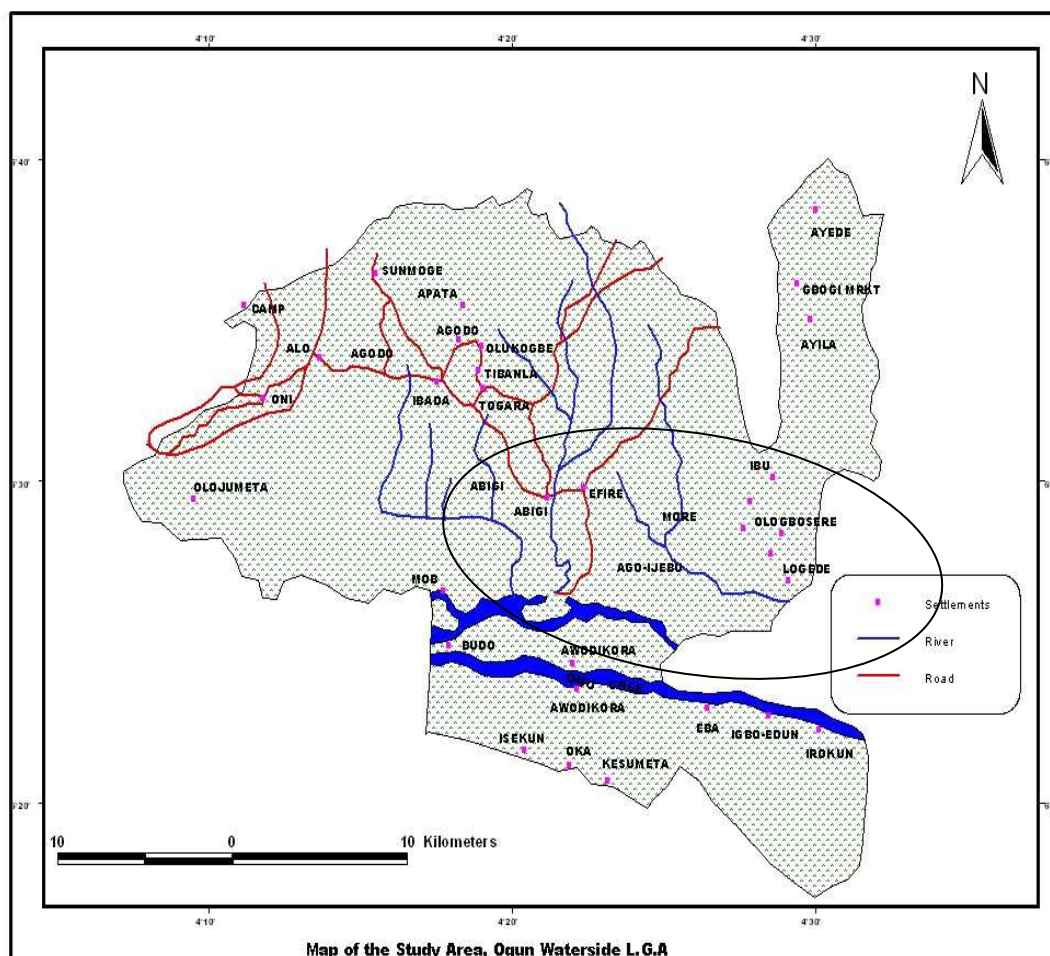 4°10' 4°20' 4°30'
N
6°40'
AYEDE
SUNMOGE
GBOGI MRKT
APATA
CAMP
AYILA
AGODO
OLUKOGBE
ALO
AGODO
TIBANLA
IBADA
TOGARA
ONI
IBU
ABIGI
EFIRE
OLOJUMETA
ABIGI
MORE
OLOGBOSERE
AGO-IJEBU
LOGEDE
MOB
Settlements
River
Road
BUDO
AWODIKORA
AWODIKORA
EBA
IGBO-EDUN
IROKUN
ISEKUN
OKA
KESUMETA
10 0 10 Kilometers
4°10' 4°20' 4°30'
Map of the Study Area, Ogun Waterside L.G.A